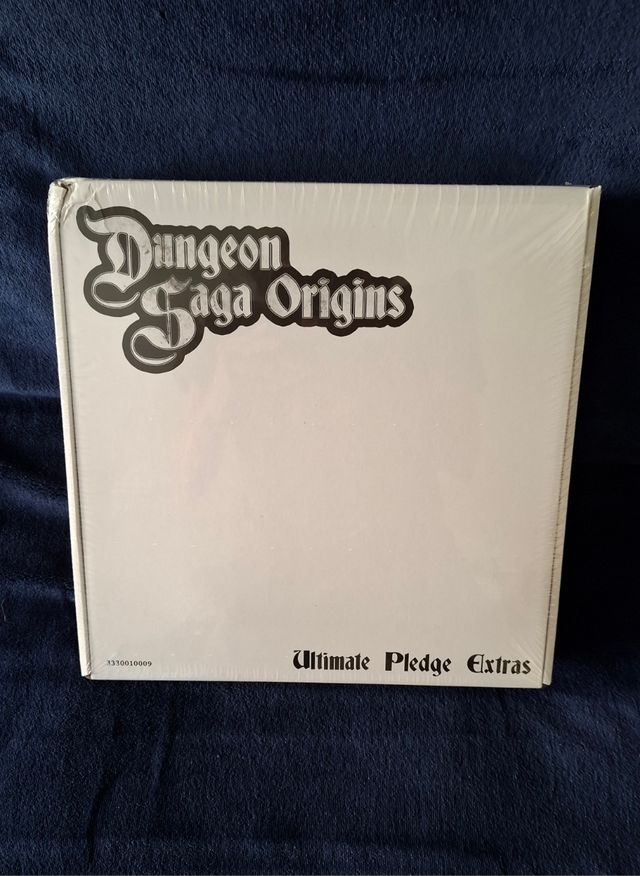 Dungeon
Saga Origins
3330010009
Ultimate Pledge Extras